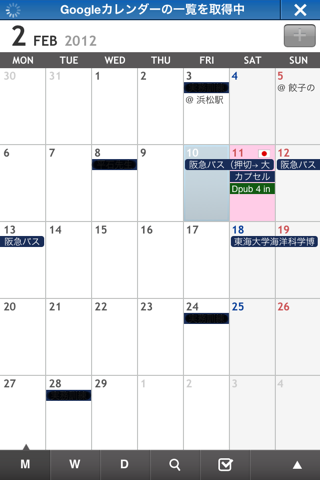 Googleカレンダーの一覧を取得中
2 FEB 2012
MON TUE WED THU FRI SAT SUN
30 31 1 2 3 4 5
@ 浜松駅 @ 餃子の
6 7 8 9 10 11 12
阪急バス (押切→大 阪急バス
カプセル
Dpub 4 in
13 14 15 16 17 18 19
阪急バス 東海大学海洋科学博
20 21 22 23 24 25 26
27 28 29 1 2 3 4
M W D